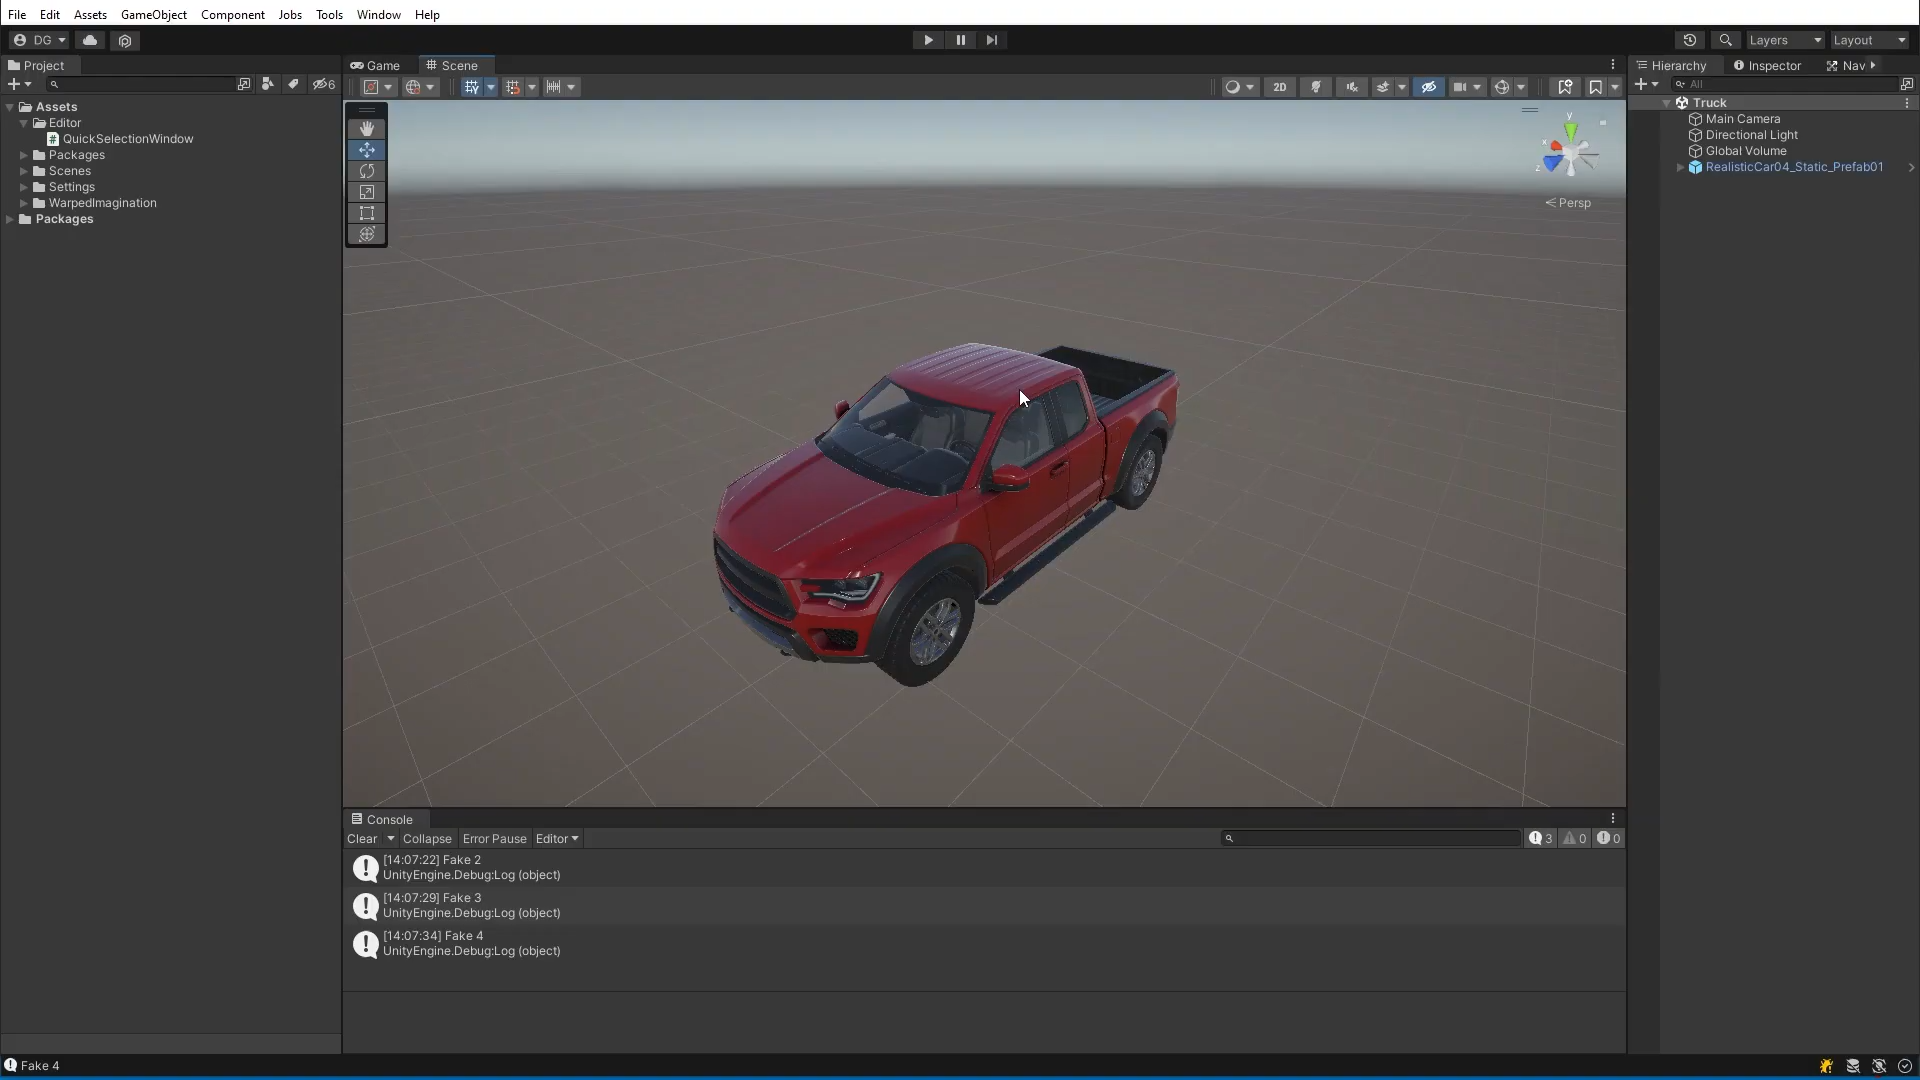 File Edit Assets GameObject Component Jobs Tools Window Help
DG
Layers Layout
Project
6
Assets
Editor
QuickSelectionWindow
Packages
Scenes
Settings
WarpedImagination
Packages
Game Scene
2D
y
x
z
Persp
Hierarchy Inspector Nav
All
Truck
Main Camera
Directional Light
Global Volume
RealisticCar04_Static_Prefab01
Console
Clear Collapse Error Pause Editor
3 0 0
[14:07:22] Fake 2
UnityEngine.Debug:Log (object)
[14:07:29] Fake 3
UnityEngine.Debug:Log (object)
[14:07:34] Fake 4
UnityEngine.Debug:Log (object)
Fake 4